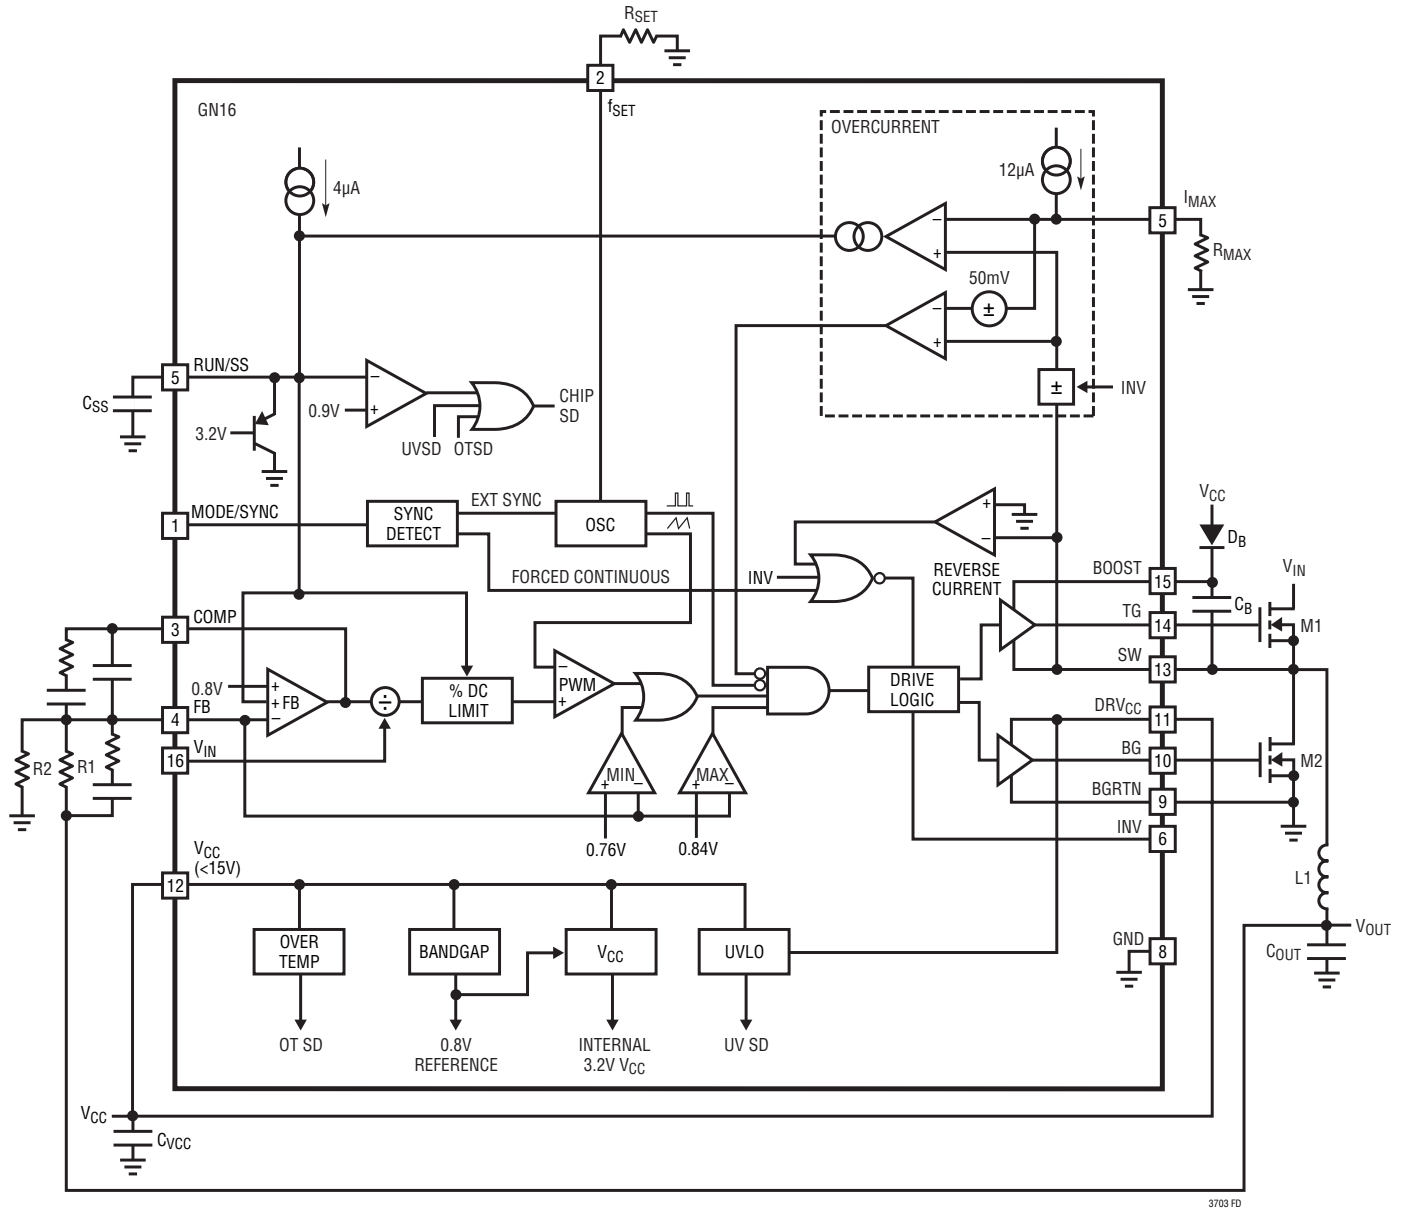 RSET
2
fSET
GN16
OVERCURRENT
4µA
12µA
IMAX
5
RMAX
–
+
50mV
±
–
+
±
INV
RUN/SS
5
CSS
3.2V
0.9V
–
+
UVSD
OTSD
CHIP
SD
MODE/SYNC
1
SYNC
DETECT
EXT SYNC
OSC
FORCED CONTINUOUS
INV
+
–
REVERSE
CURRENT
VCC
DB
BOOST
15
VIN
CB
TG
14
M1
SW
13
COMP
3
0.8V
FB
4
+
+
–
FB
÷
% DC
LIMIT
–
+
PWM
DRIVE
LOGIC
DRVCC
11
BG
10
M2
BGRTN
9
INV
6
VIN
16
R2
R1
MIN
+
–
MAX
+
–
0.76V
0.84V
VCC
(<15V)
12
L1
VOUT
COUT
GND
8
OVER
TEMP
BANDGAP
VCC
UVLO
OT SD
0.8V
REFERENCE
INTERNAL
3.2V VCC
UV SD
VCC
CVCC
3703 FD